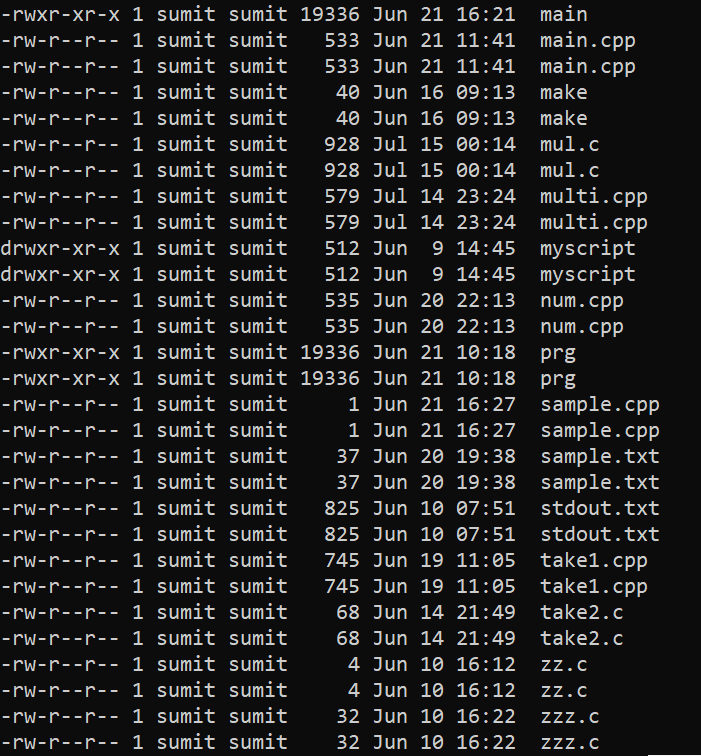 -rwxr-xr-x 1 sumit sumit 19336 Jun 21 16:21  main
-rw-r--r-- 1 sumit sumit   533 Jun 21 11:41  main.cpp
-rw-r--r-- 1 sumit sumit   533 Jun 21 11:41  main.cpp
-rw-r--r-- 1 sumit sumit    40 Jun 16 09:13  make
-rw-r--r-- 1 sumit sumit    40 Jun 16 09:13  make
-rw-r--r-- 1 sumit sumit   928 Jul 15 00:14  mul.c
-rw-r--r-- 1 sumit sumit   928 Jul 15 00:14  mul.c
-rw-r--r-- 1 sumit sumit   579 Jul 14 23:24  multi.cpp
-rw-r--r-- 1 sumit sumit   579 Jul 14 23:24  multi.cpp
drwxr-xr-x 1 sumit sumit   512 Jun  9 14:45  myscript
drwxr-xr-x 1 sumit sumit   512 Jun  9 14:45  myscript
-rw-r--r-- 1 sumit sumit   535 Jun 20 22:13  num.cpp
-rw-r--r-- 1 sumit sumit   535 Jun 20 22:13  num.cpp
-rwxr-xr-x 1 sumit sumit 19336 Jun 21 10:18  prg
-rwxr-xr-x 1 sumit sumit 19336 Jun 21 10:18  prg
-rw-r--r-- 1 sumit sumit     1 Jun 21 16:27  sample.cpp
-rw-r--r-- 1 sumit sumit     1 Jun 21 16:27  sample.cpp
-rw-r--r-- 1 sumit sumit    37 Jun 20 19:38  sample.txt
-rw-r--r-- 1 sumit sumit    37 Jun 20 19:38  sample.txt
-rw-r--r-- 1 sumit sumit   825 Jun 10 07:51  stdout.txt
-rw-r--r-- 1 sumit sumit   825 Jun 10 07:51  stdout.txt
-rw-r--r-- 1 sumit sumit   745 Jun 19 11:05  take1.cpp
-rw-r--r-- 1 sumit sumit   745 Jun 19 11:05  take1.cpp
-rw-r--r-- 1 sumit sumit    68 Jun 14 21:49  take2.c
-rw-r--r-- 1 sumit sumit    68 Jun 14 21:49  take2.c
-rw-r--r-- 1 sumit sumit     4 Jun 10 16:12  zz.c
-rw-r--r-- 1 sumit sumit     4 Jun 10 16:12  zz.c
-rw-r--r-- 1 sumit sumit    32 Jun 10 16:22  zzz.c
-rw-r--r-- 1 sumit sumit    32 Jun 10 16:22  zzz.c